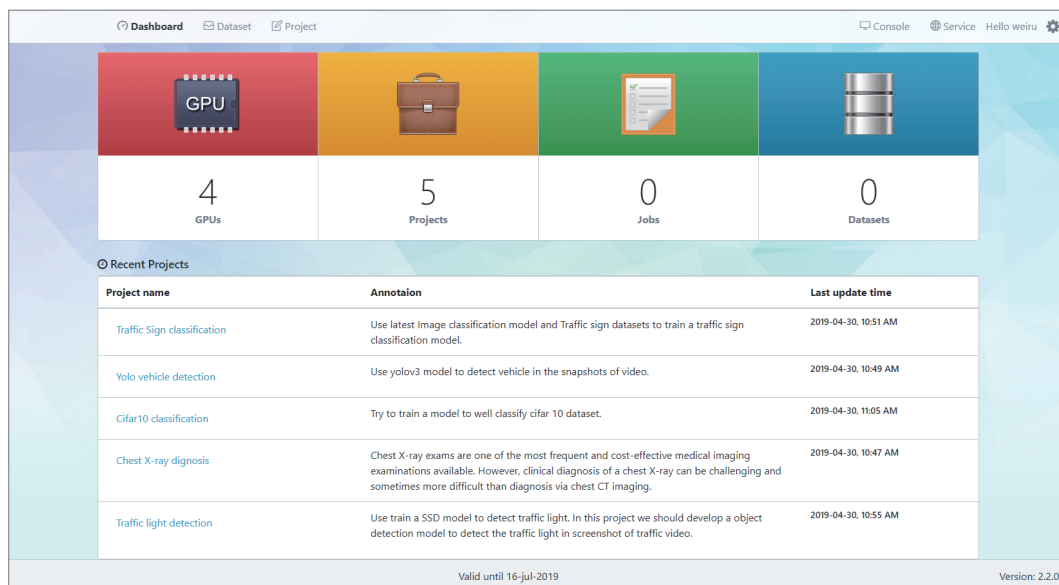 Dashboard Dataset Project Console Service Hello weiru
GPU
4 5 0 0
GPUs Projects Jobs Datasets
Recent Projects
Project name Annotaion Last update time
Traffic Sign classification Use latest Image classification model and Traffic sign datasets to train a traffic sign 2019-04-30, 10:51 AM
classification model.
Yolo vehicle detection Use yolov3 model to detect vehicle in the snapshots of video. 2019-04-30, 10:49 AM
Cifar10 classification Try to train a model to well classify cifar 10 dataset. 2019-04-30, 11:05 AM
Chest X-ray dignosis Chest X-ray exams are one of the most frequent and cost-effective medical imaging 2019-04-30, 10:47 AM
examinations available. However, clinical diagnosis of a chest X-ray can be challenging and
sometimes more difficult than diagnosis via chest CT imaging.
Traffic light detection Use train a SSD model to detect traffic light. In this project we should develop a object 2019-04-30, 10:55 AM
detection model to detect the traffic light in screenshot of traffic video.
Valid until 16-jul-2019 Version: 2.2.0